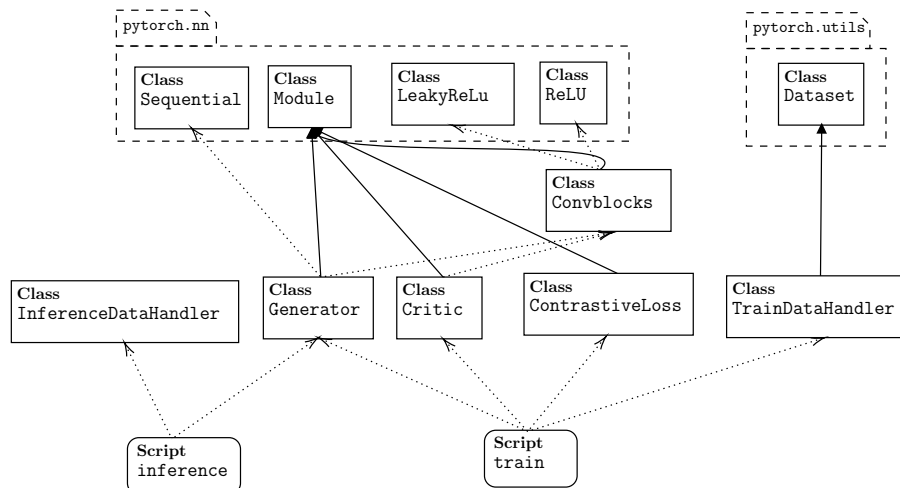 pytorch.nn
pytorch.utils
Class
Sequential
Class
Module
Class
LeakyReLu
Class
ReLU
Class
Dataset
Class
Convblocks
Class
InferenceDataHandler
Class
Generator
Class
Critic
Class
ContrastiveLoss
Class
TrainDataHandler
Script
inference
Script
train